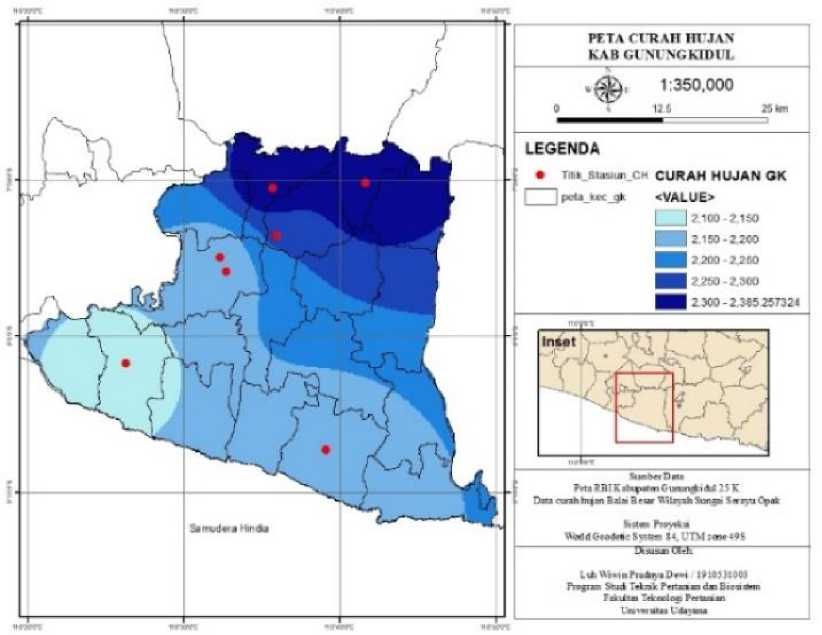 PETA CURAH HUJAN
KAB GUNUNGKIDUL
N
W E
1:350,000
0 12.5 25 km
LEGENDA
Titik_Stasiun_CH
peta_kec_gk
CURAH HUJAN GK
<VALUE>
2,100 - 2,150
2,150 - 2,200
2,200 - 2,250
2,250 - 2,300
2,300 - 2,385.257324
Inset
Sumber Data
Peta RBI Kabupaten Gunungkidul 25 K
Data curah hujan Balai Besar Wilayah Sungai Serayu Opak
Sistem Proyeksi
World Geodetic System 84, UTM zone 49S
Disusun Oleh:
Luh Wiwin Pradnya Dewi / 1910531003
Program Studi Teknik Pertanian dan Biosistem
Fakultas Teknologi Pertanian
Universitas Udayana
Samudera Hindia